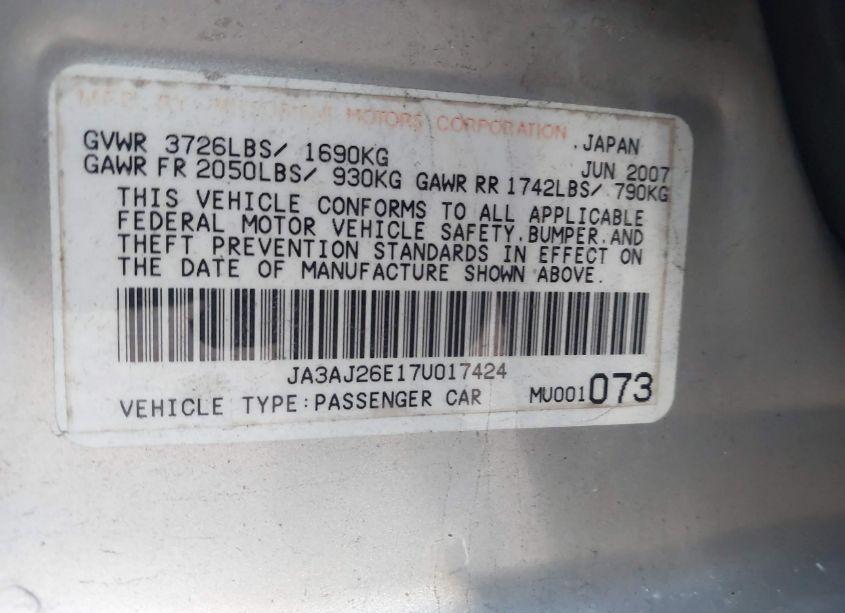 MFD BY MITSUBISHI MOTORS CORPORATION .JAPAN
GVWR 3726LBS/ 1690KG JUN 2007
GAWR FR 2050LBS/ 930KG GAWR RR 1742LBS/ 790KG
THIS VEHICLE CONFORMS TO ALL APPLICABLE
FEDERAL MOTOR VEHICLE SAFETY.BUMPER.AND
THEFT PREVENTION STANDARDS IN EFFECT ON
THE DATE OF MANUFACTURE SHOWN ABOVE.
JA3AJ26E17U017424
VEHICLE TYPE:PASSENGER CAR MU001073